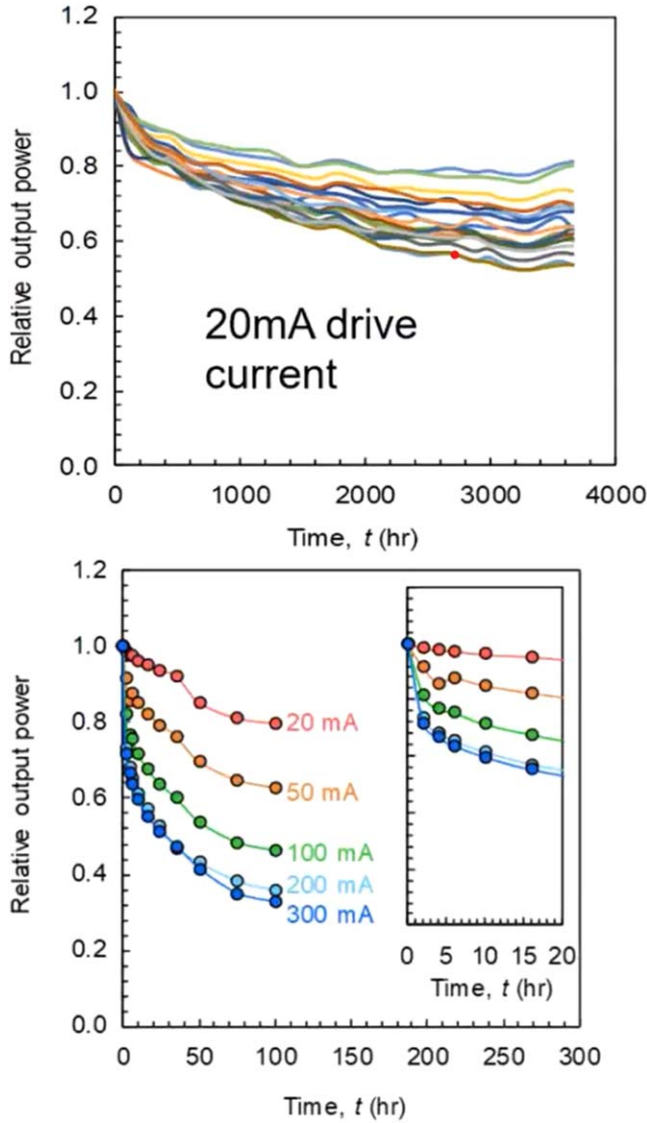 1.2
1.0
0.8
0.6
0.4
0.2
0.0
Relative output power
20mA drive
current
0 1000 2000 3000 4000
Time, t (hr)
1.2
1.0
0.8
0.6
0.4
0.2
0.0
Relative output power
20 mA
50 mA
100 mA
200 mA
300 mA
0 5 10 15 20
Time, t (hr)
0 50 100 150 200 250 300
Time, t (hr)